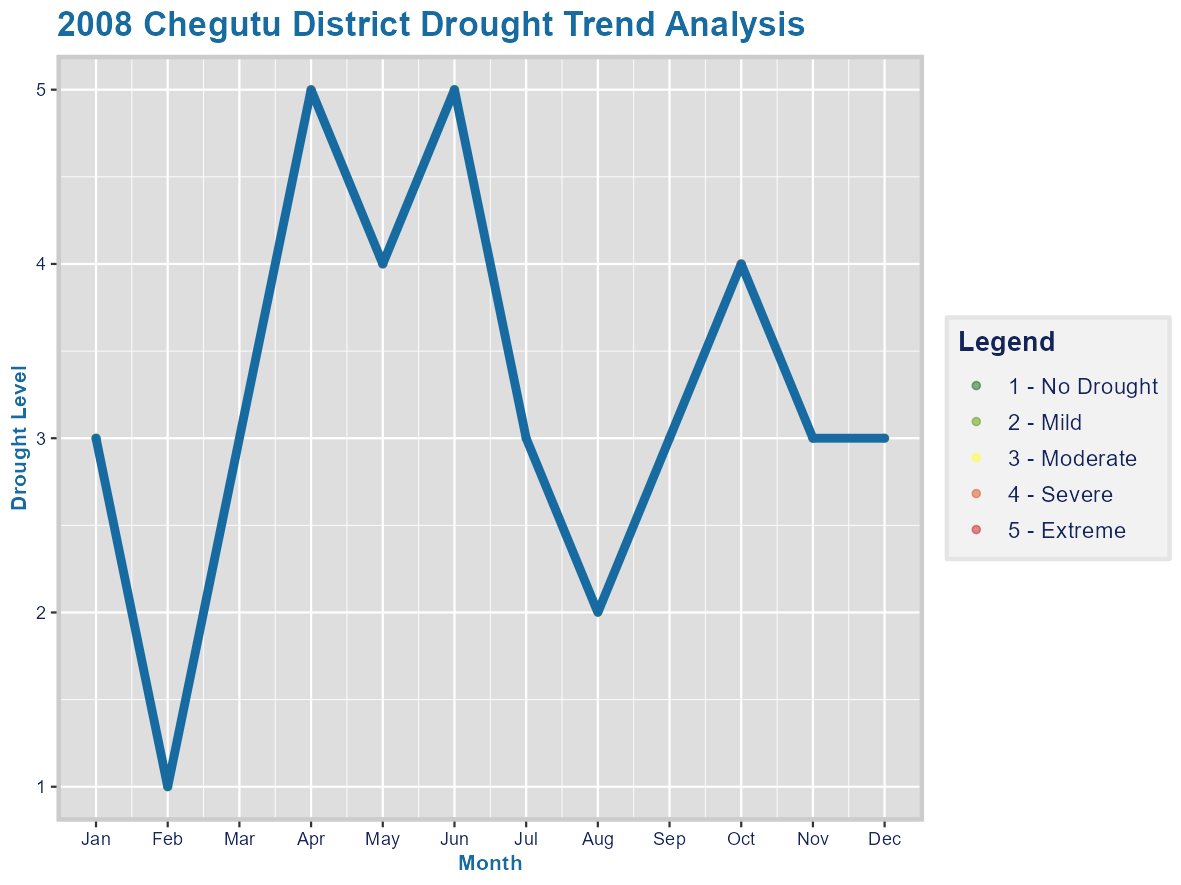 2008 Chegutu District Drought Trend Analysis
Drought Level
5
4
3
2
1
Jan Feb Mar Apr May Jun Jul Aug Sep Oct Nov Dec
Month
Legend
1 - No Drought
2 - Mild
3 - Moderate
4 - Severe
5 - Extreme